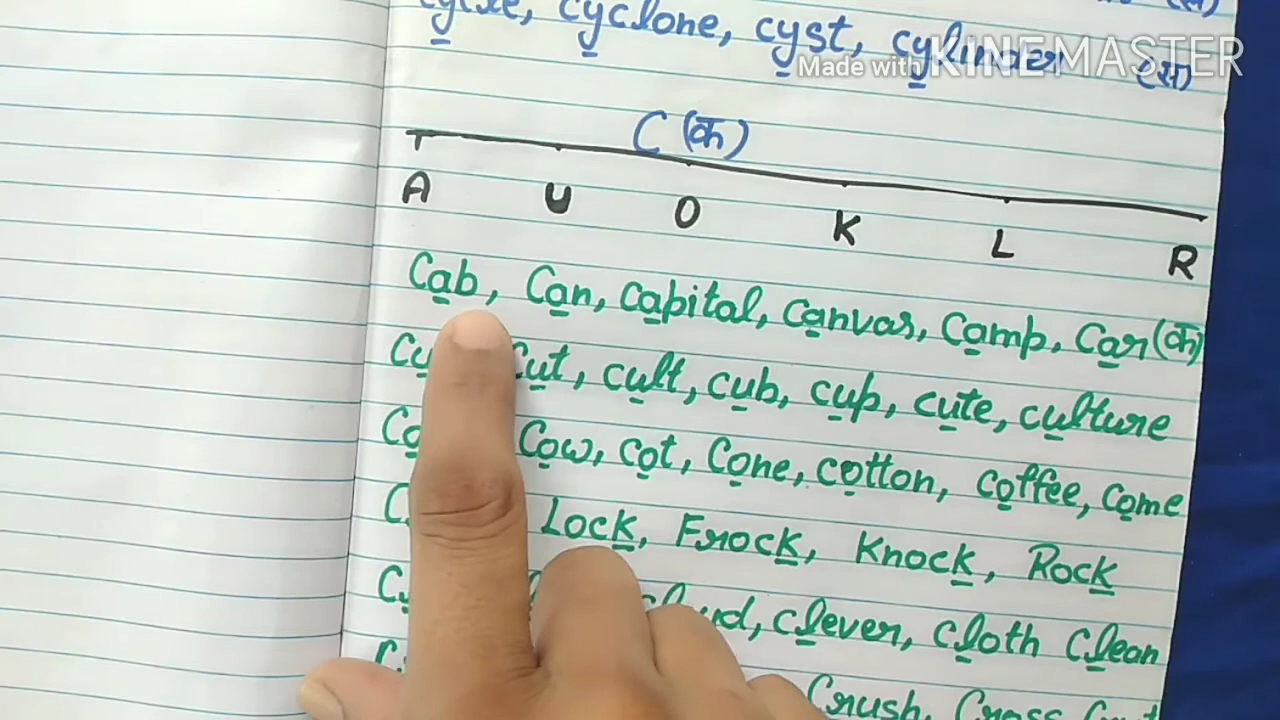 cyclone, cyst, cylinder (स)
Made with KINEMASTER
C (क)
A U O K L R
Cab, Can, Capital, Canvas, Camp, Car (क)
Cut, cult, cub, cup, cute, culture
Cow, cot, Cone, cotton, coffee, come
Lock, Frock, Knock, Rock
clever, cloth clean
Crush, Cross